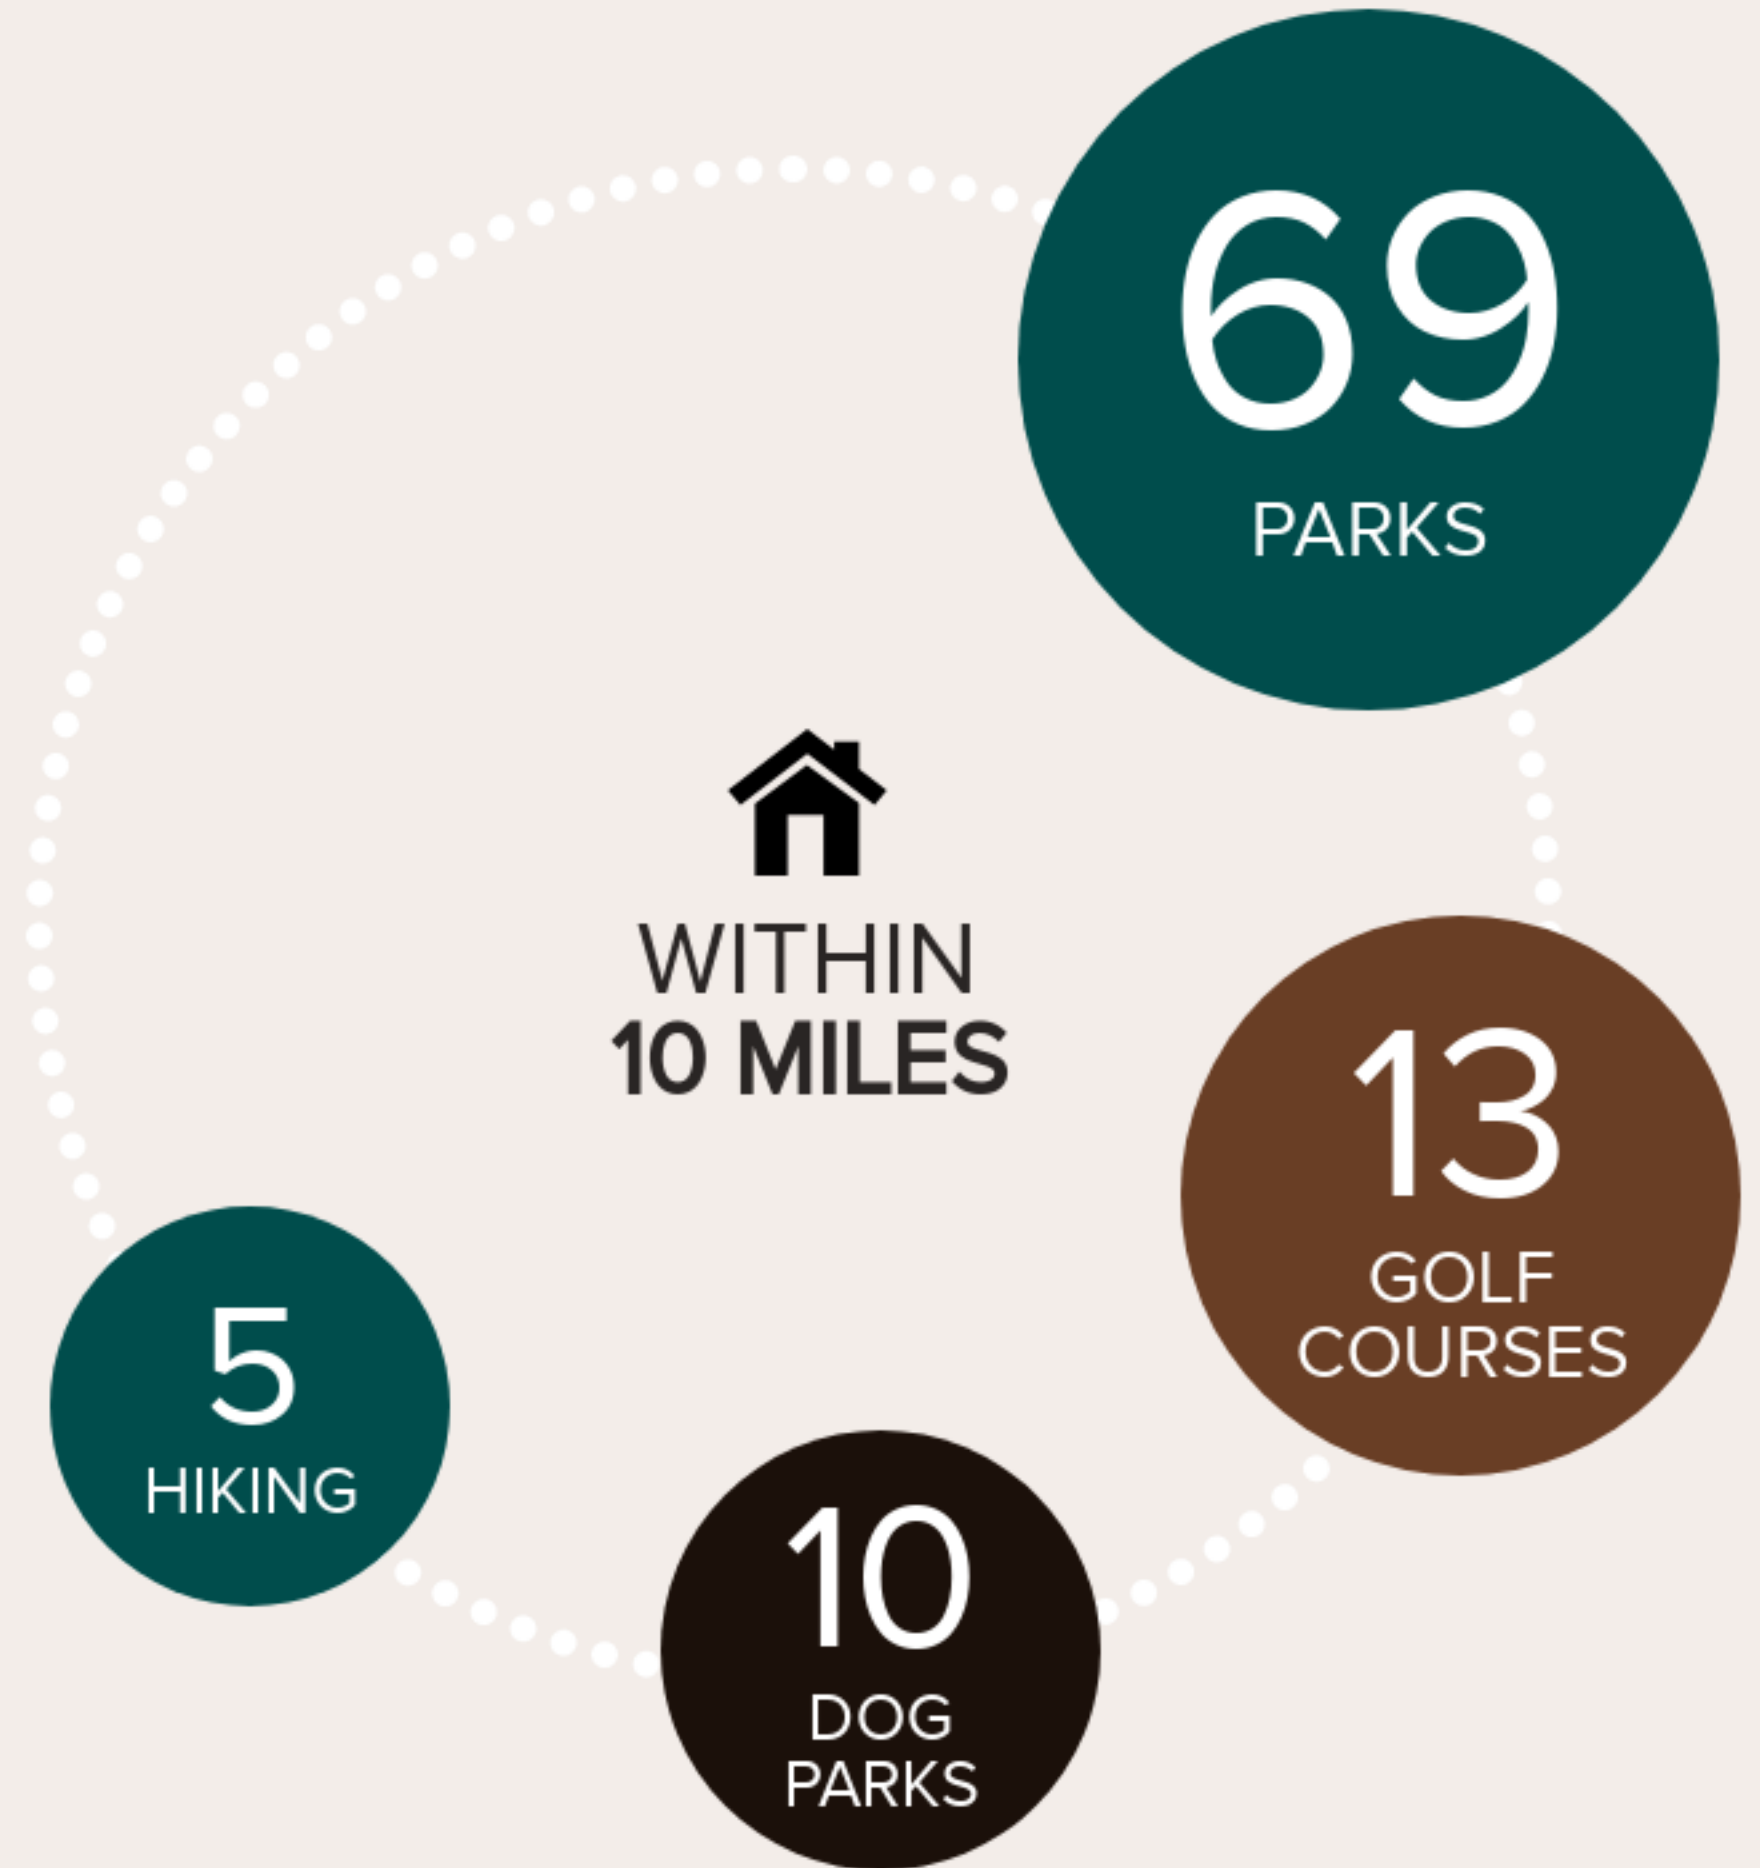 69
PARKS
WITHIN
10 MILES
13
GOLF
COURSES
5
HIKING
10
DOG
PARKS